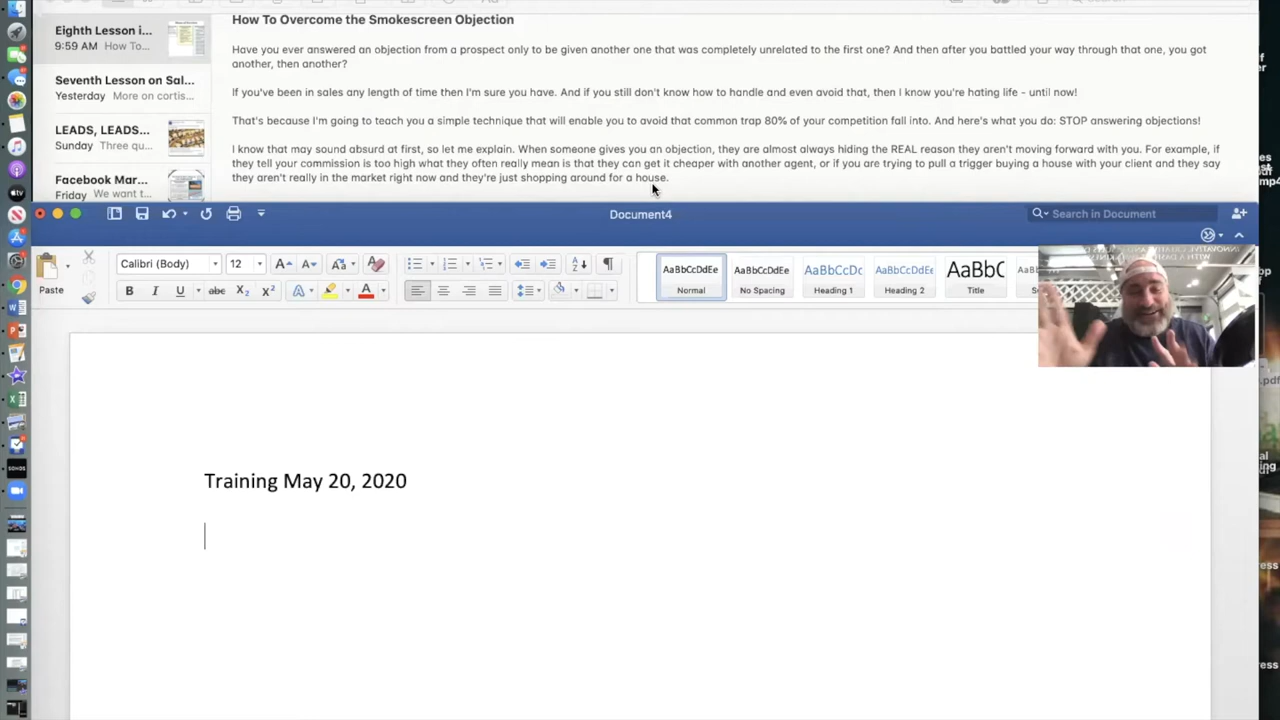 How To Overcome the Smokescreen Objection
Eighth Lesson i...
9:59 AM How To...
Seventh Lesson on Sal...
Yesterday More on cortis...
LEADS, LEADS...
Sunday Three qu...
Facebook Mar...
Friday We want t...
Have you ever answered an objection from a prospect only to be given another one that was completely unrelated to the first one? And then after you battled your way through that one, you got
another, then another?
If you've been in sales any length of time then I'm sure you have. And if you still don't know how to handle and even avoid that, then I know you're hating life - until now!
That's because I'm going to teach you a simple technique that will enable you to avoid that common trap 80% of your competition fall into. And here's what you do: STOP answering objections!
I know that may sound absurd at first, so let me explain. When someone gives you an objection, they are almost always hiding the REAL reason they aren't moving forward with you. For example, if
they tell your commission is too high what they often really mean is that they can get it cheaper with another agent, or if you are trying to pull a trigger buying a house with your client and they say
they aren't really in the market right now and they're just shopping around for a house.
Document4
Search in Document
Paste
Calibri (Body)
12
AaBbCcDdEe
AaBbCcDdEe
AaBbCcDc
AaBbCcDdEe
AaBbC
Normal
No Spacing
Heading 1
Heading 2
Title
Training May 20, 2020
.pdf
tv
SONOS